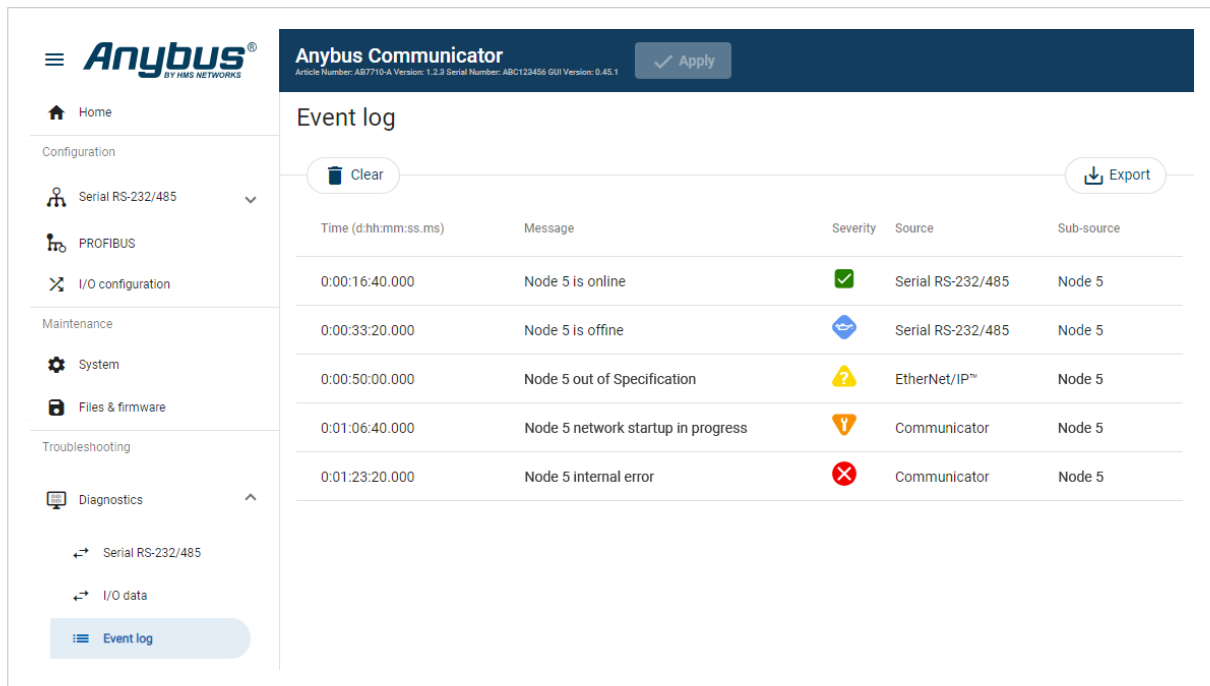 Anybus®
BY HMS NETWORKS
Anybus Communicator
Article Number: AB7710-A Version: 1.2.3 Serial Number: ABC123456 GUI Version: 0.45.1
Apply
Home
Configuration
Serial RS-232/485
PROFIBUS
I/O configuration
Maintenance
System
Files & firmware
Troubleshooting
Diagnostics
Serial RS-232/485
I/O data
Event log
Event log
Clear
Export
Time (d:hh:mm:ss.ms) Message Severity Source Sub-source
0:00:16:40.000 Node 5 is online Serial RS-232/485 Node 5
0:00:33:20.000 Node 5 is offine Serial RS-232/485 Node 5
0:00:50:00.000 Node 5 out of Specification ? EtherNet/IP™ Node 5
0:01:06:40.000 Node 5 network startup in progress Communicator Node 5
0:01:23:20.000 Node 5 internal error Communicator Node 5